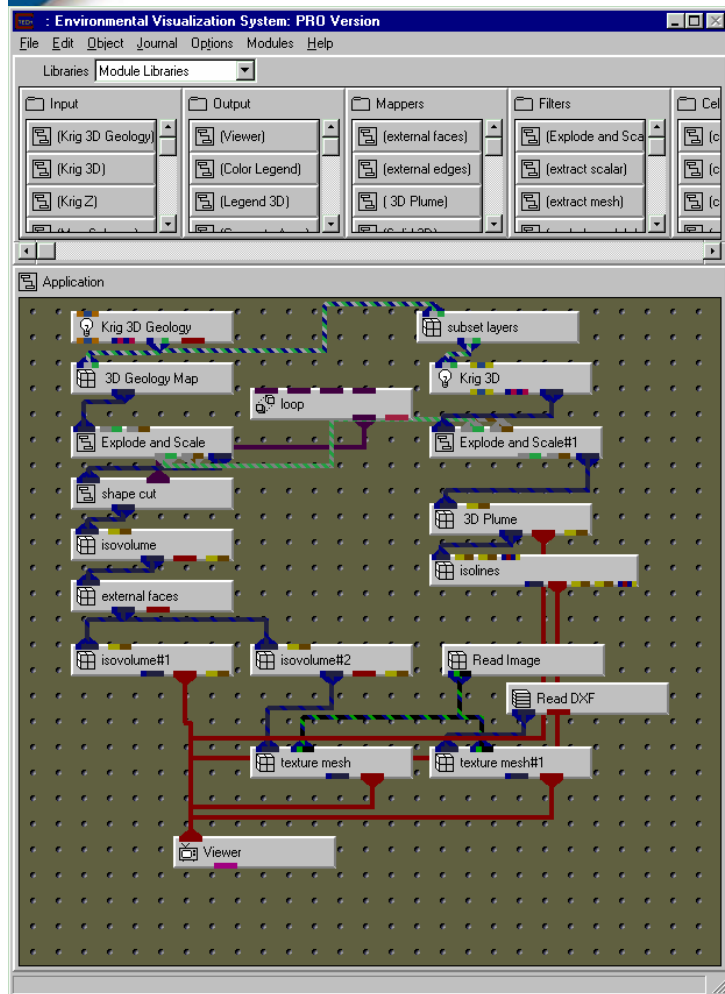 : Environmental Visualization System: PRO Version
File Edit Object Journal Options Modules Help
Libraries Module Libraries
Input Output Mappers Filters Cel
(Krig 3D Geology) (Viewer) (external faces) (Explode and Sca (c
(Krig 3D) (Color Legend) (external edges) (extract scalar) (c
(Krig Z) (Legend 3D) ( 3D Plume) (extract mesh) (c
Application
Krig 3D Geology subset layers
3D Geology Map Krig 3D
loop
Explode and Scale Explode and Scale#1
shape cut
3D Plume
isovolume
isolines
external faces
isovolume#1 isovolume#2 Read Image
Read DXF
texture mesh texture mesh#1
Viewer